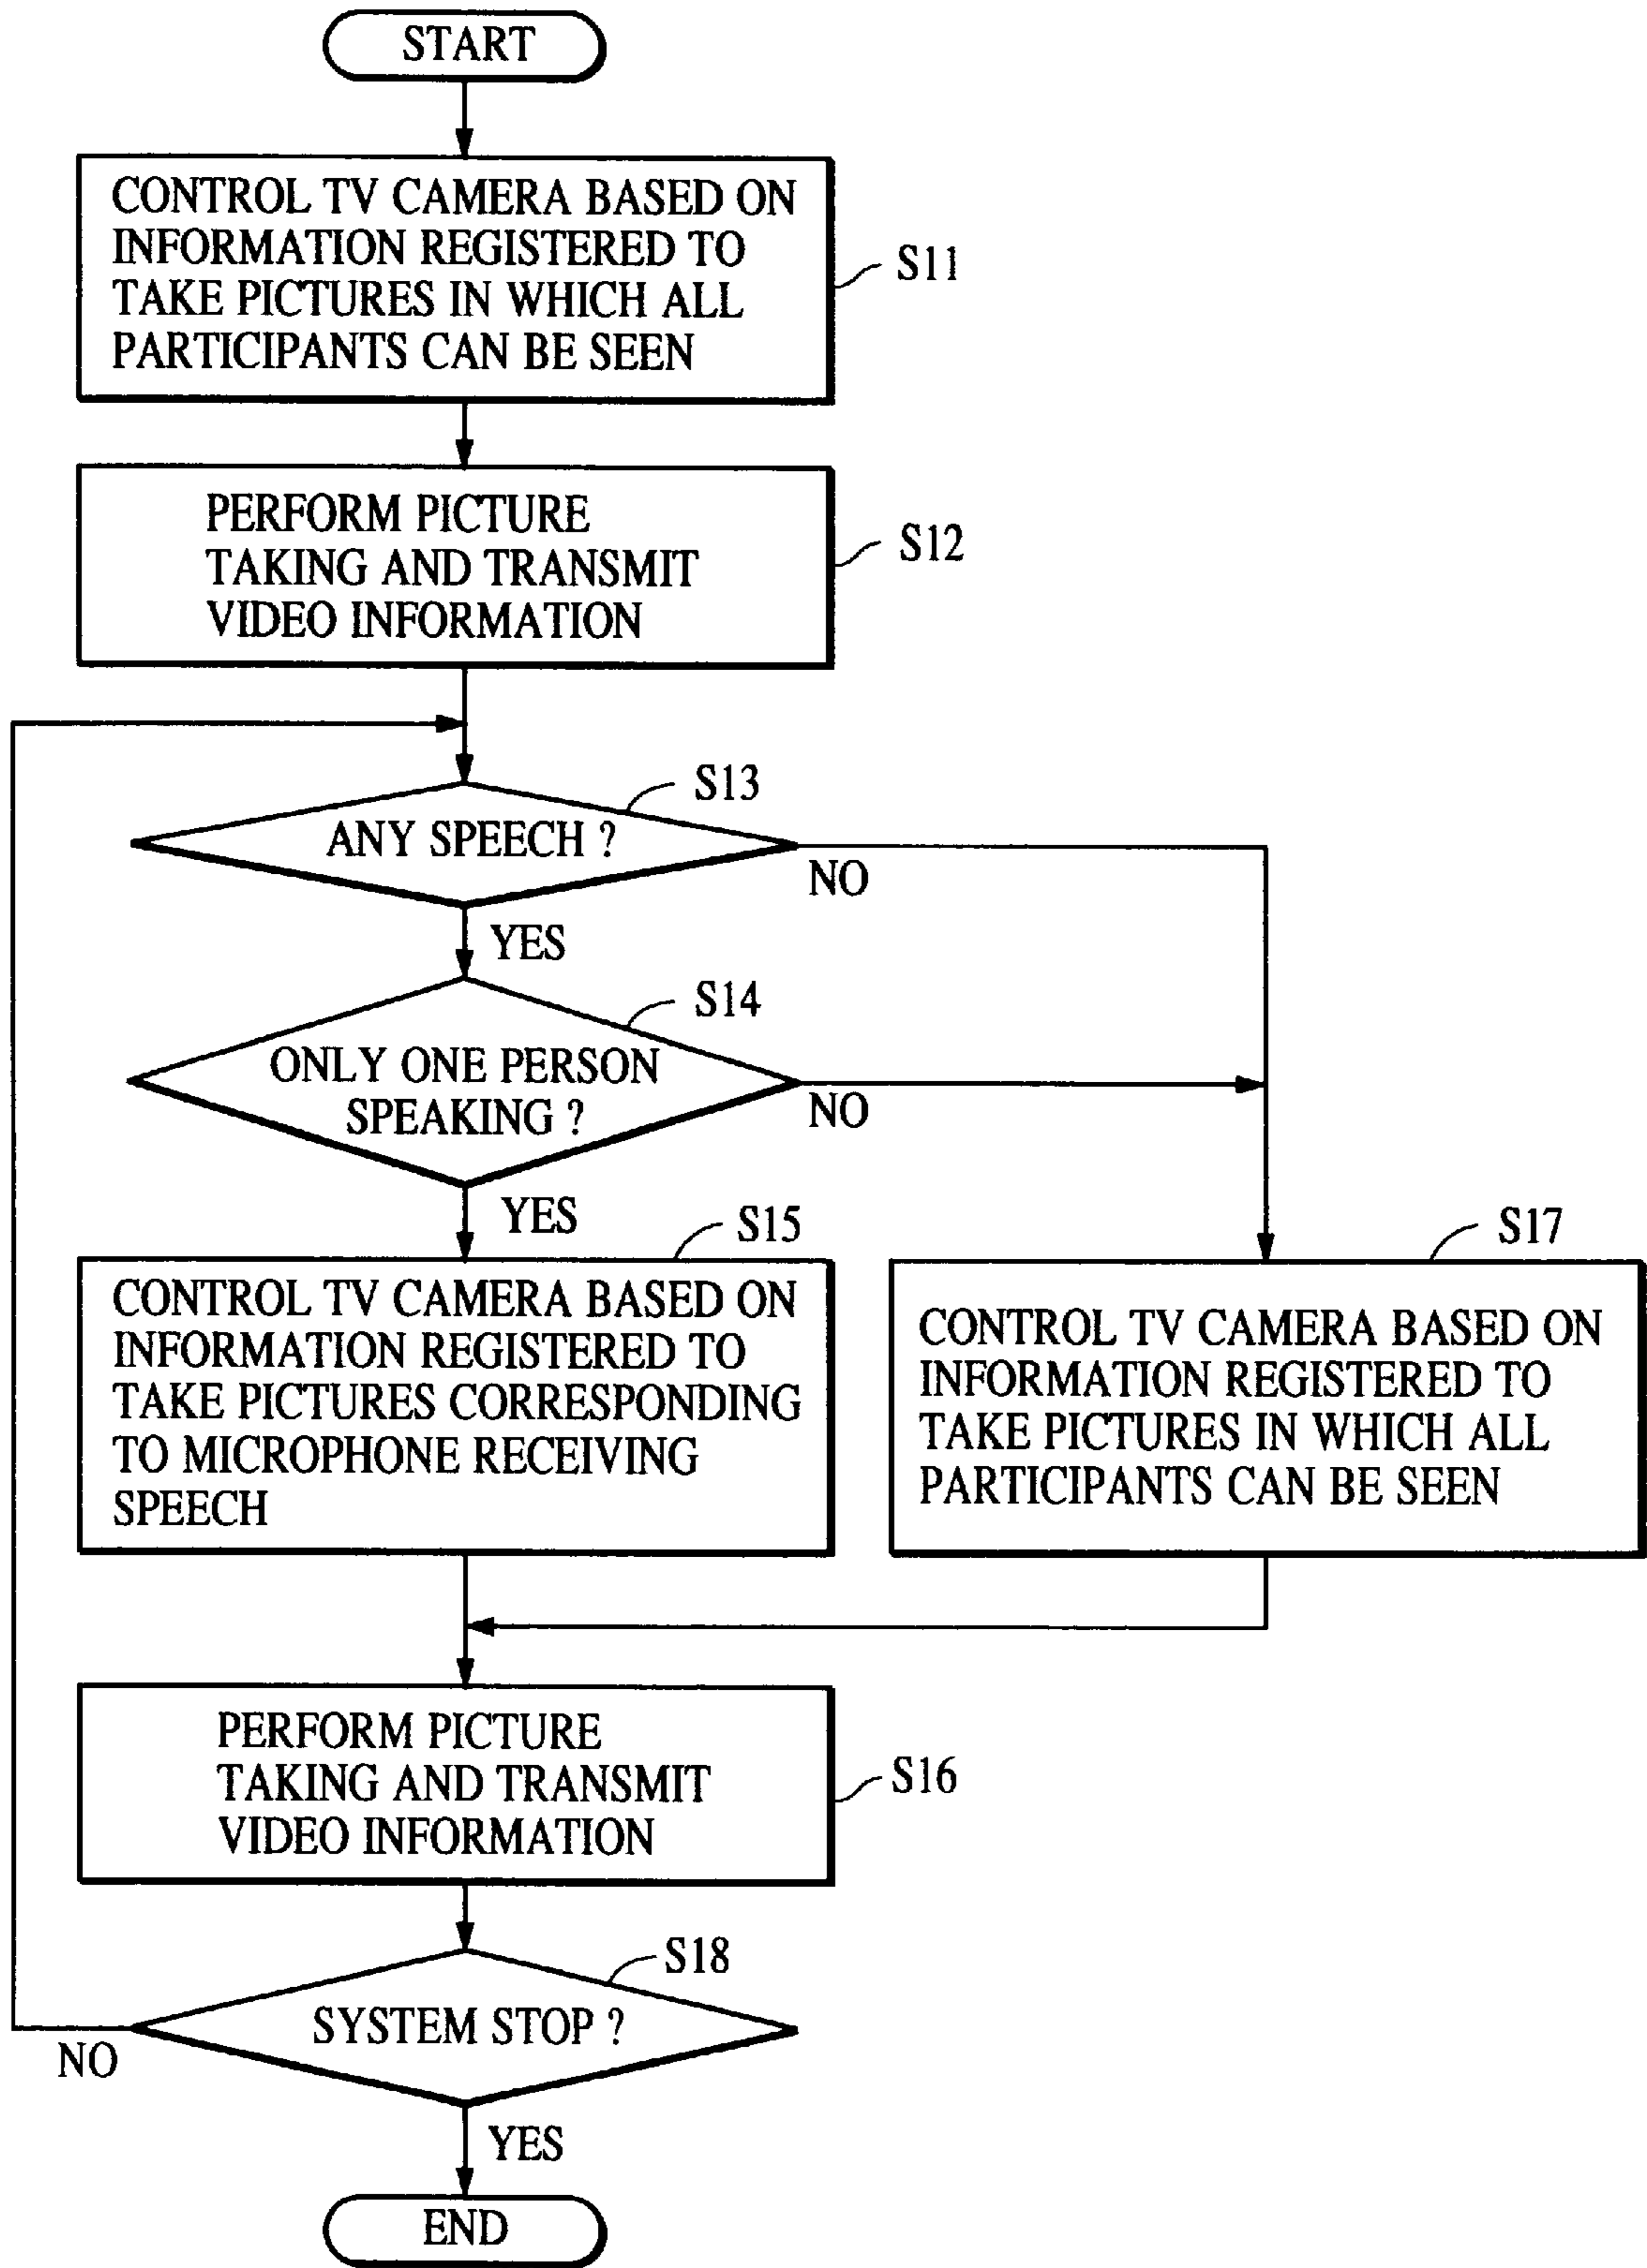 START
CONTROL TV CAMERA BASED ON
INFORMATION REGISTERED TO
TAKE PICTURES IN WHICH ALL
PARTICIPANTS CAN BE SEEN
S11
PERFORM PICTURE
TAKING AND TRANSMIT
VIDEO INFORMATION
S12
S13
ANY SPEECH ?
NO
YES
S14
ONLY ONE PERSON
SPEAKING ?
NO
YES
S15
CONTROL TV CAMERA BASED ON
INFORMATION REGISTERED TO
TAKE PICTURES CORRESPONDING
TO MICROPHONE RECEIVING
SPEECH
S17
CONTROL TV CAMERA BASED ON
INFORMATION REGISTERED TO
TAKE PICTURES IN WHICH ALL
PARTICIPANTS CAN BE SEEN
PERFORM PICTURE
TAKING AND TRANSMIT
VIDEO INFORMATION
S16
S18
SYSTEM STOP ?
NO
YES
END